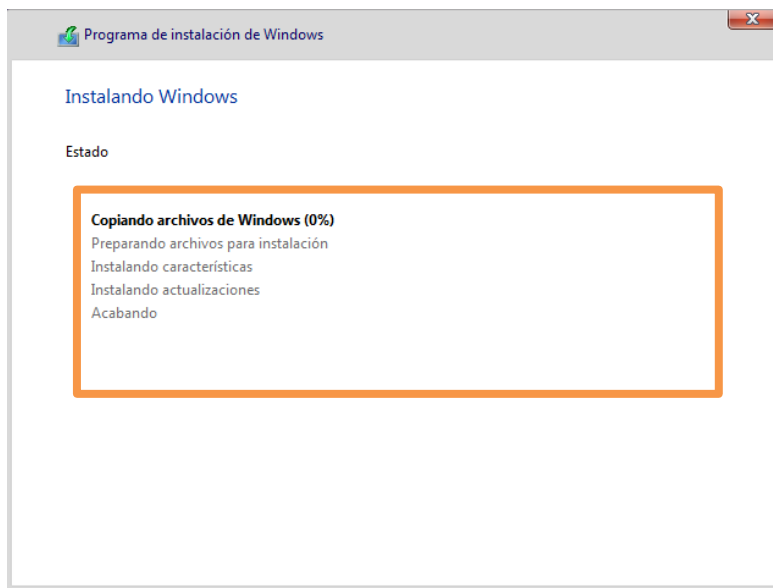 Programa de instalación de Windows
Instalando Windows
Estado
Copiando archivos de Windows (0%)
Preparando archivos para instalación
Instalando características
Instalando actualizaciones
Acabando